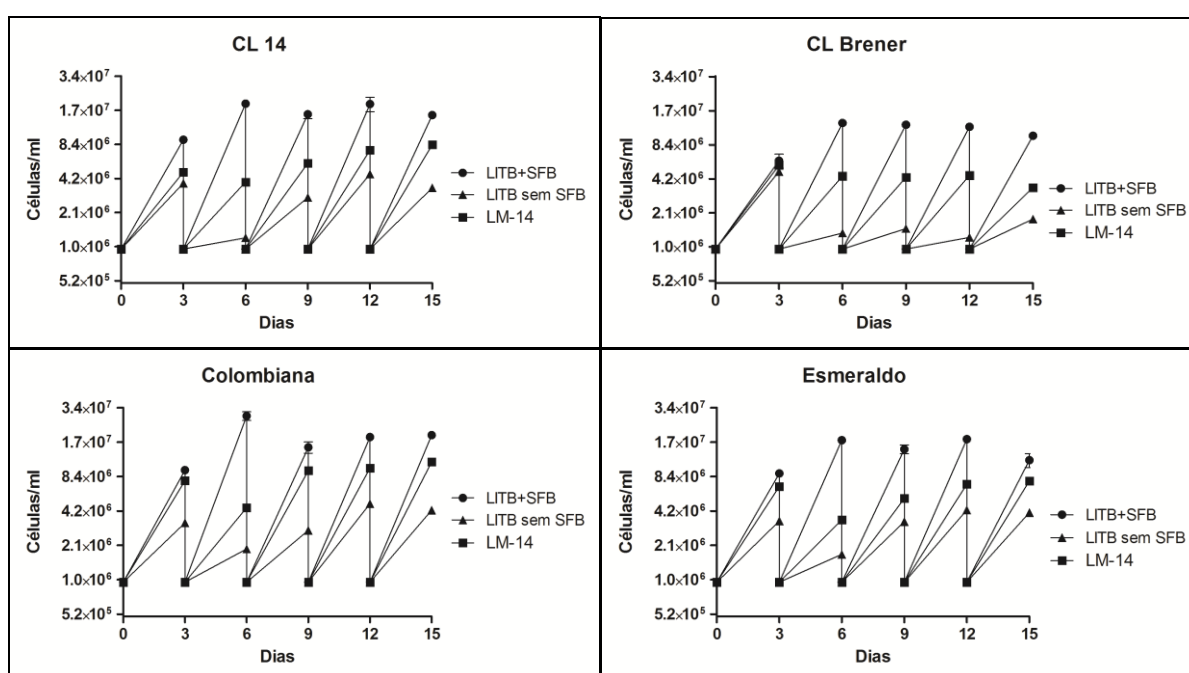 CL 14
3.4×10⁷
1.7×10⁷
8.4×10⁶
4.2×10⁶
2.1×10⁶
1.0×10⁶
5.2×10⁵
Células/ml
0 3 6 9 12 15
Dias
LITB+SFB
LITB sem SFB
LM-14
CL Brener
3.4×10⁷
1.7×10⁷
8.4×10⁶
4.2×10⁶
2.1×10⁶
1.0×10⁶
5.2×10⁵
Células/ml
0 3 6 9 12 15
Dias
LITB+SFB
LITB sem SFB
LM-14
Colombiana
3.4×10⁷
1.7×10⁷
8.4×10⁶
4.2×10⁶
2.1×10⁶
1.0×10⁶
5.2×10⁵
Células/ml
0 3 6 9 12 15
Dias
LITB+SFB
LITB sem SFB
LM-14
Esmeraldo
3.4×10⁷
1.7×10⁷
8.4×10⁶
4.2×10⁶
2.1×10⁶
1.0×10⁶
5.2×10⁵
Células/ml
0 3 6 9 12 15
Dias
LITB+SFB
LITB sem SFB
LM-14